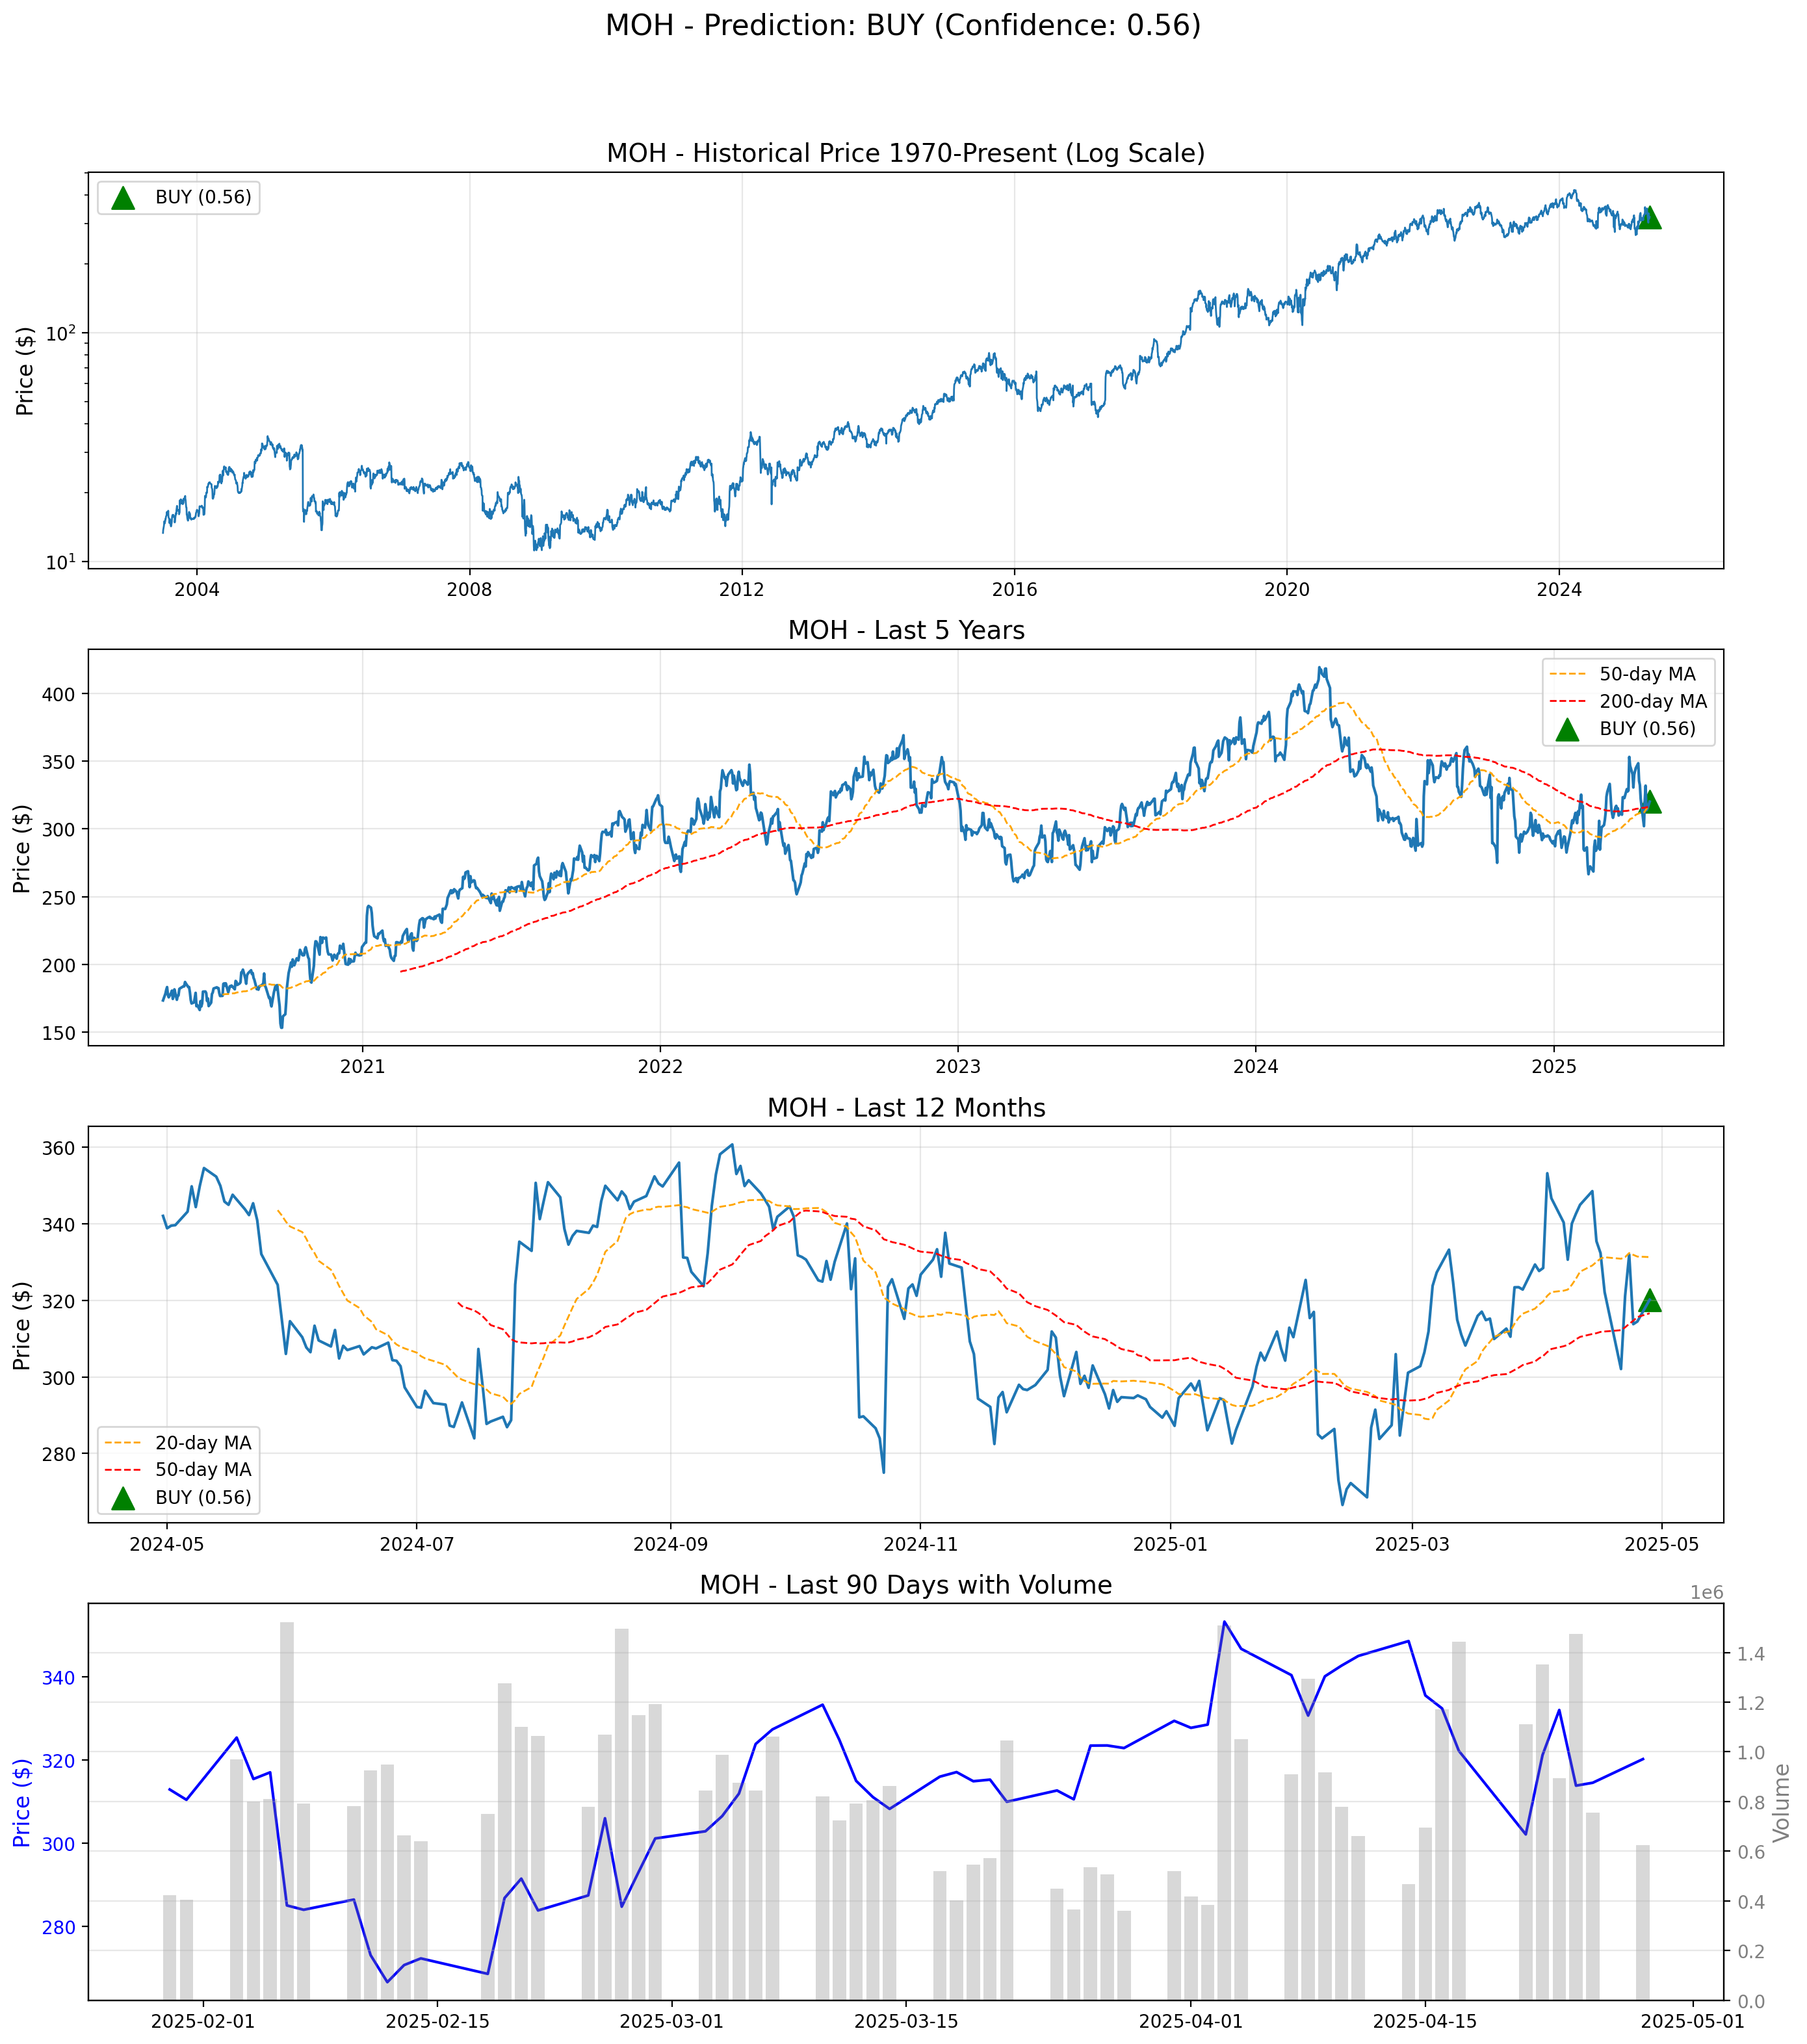 MOH - Prediction: BUY (Confidence: 0.56)
MOH - Historical Price 1970-Present (Log Scale)
BUY (0.56)
Price ($)
10²
10¹
2004 2008 2012 2016 2020 2024
MOH - Last 5 Years
50-day MA
200-day MA
BUY (0.56)
Price ($)
400
350
300
250
200
150
2021 2022 2023 2024 2025
MOH - Last 12 Months
Price ($)
360
340
320
300
280
20-day MA
50-day MA
BUY (0.56)
2024-05 2024-07 2024-09 2024-11 2025-01 2025-03 2025-05
MOH - Last 90 Days with Volume
1e6
Price ($)
340
320
300
280
1.4
1.2
1.0
0.8
0.6
0.4
0.2
0.0
Volume
2025-02-01 2025-02-15 2025-03-01 2025-03-15 2025-04-01 2025-04-15 2025-05-01